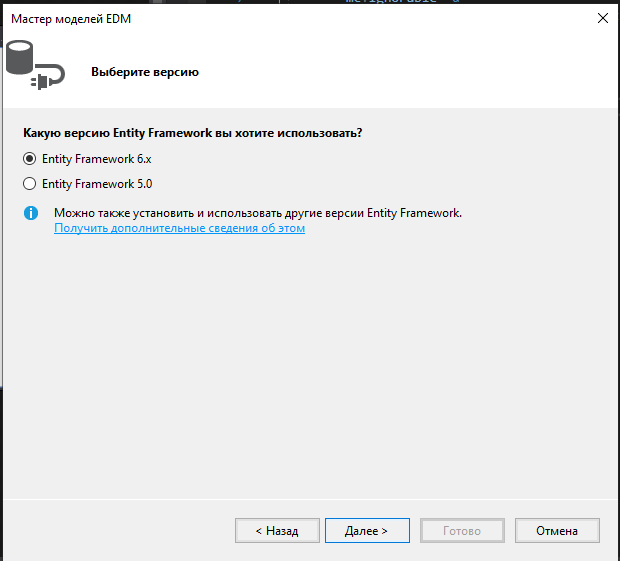 Мастер моделей EDM
Выберите версию
Какую версию Entity Framework вы хотите использовать?
Entity Framework 6.x
Entity Framework 5.0
Можно также установить и использовать другие версии Entity Framework.
Получить дополнительные сведения об этом
< Назад
Далее >
Готово
Отмена